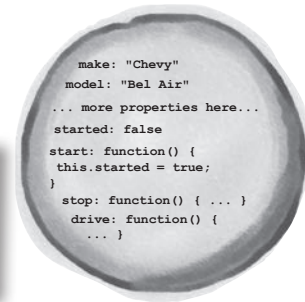 make: "Chevy"
model: "Bel Air"
... more properties here...
started: false
start: function() {
this.started = true;
}
stop: function() { ... }
drive: function() {
... }